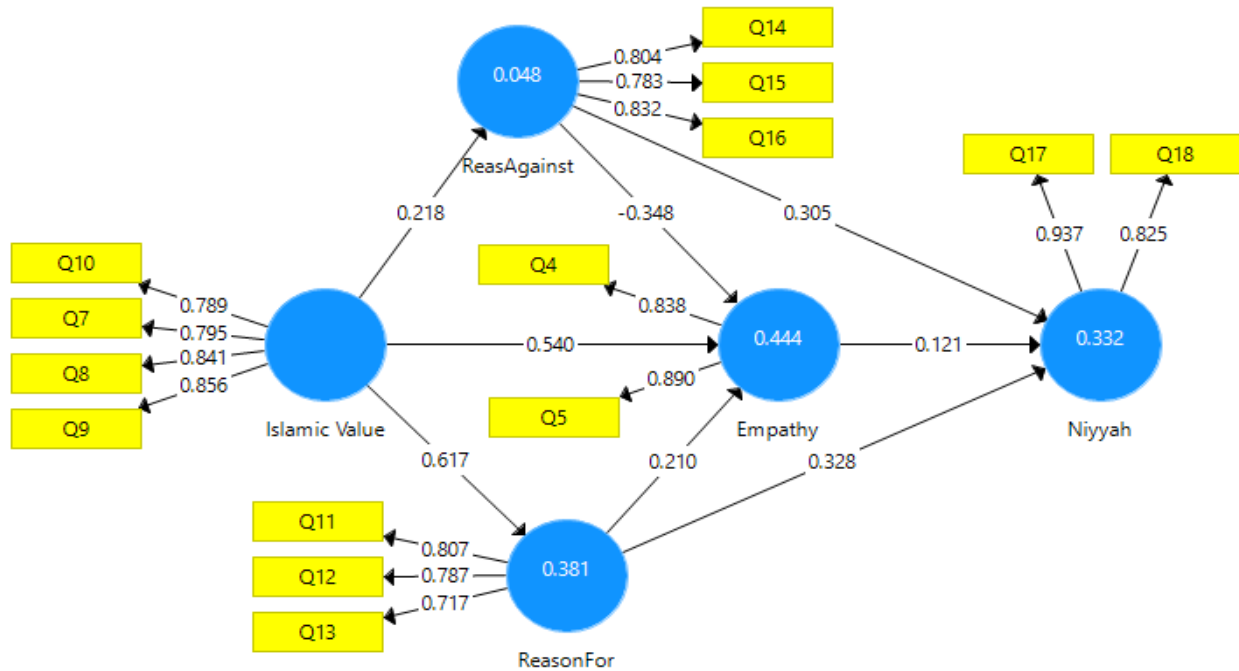 Q14
0.804
0.048
0.783
Q15
0.832
Q16
ReasAgainst
Q17
Q18
0.218
-0.348
0.305
0.937
0.825
Q10
0.789
Q4
0.838
Q7
0.795
0.540
0.444
0.121
0.332
Q8
0.841
0.856
0.890
Q9
Islamic Value
Q5
Empathy
Niyyah
0.617
0.210
0.328
Q11
0.807
Q12
0.787
0.381
0.717
Q13
ReasonFor